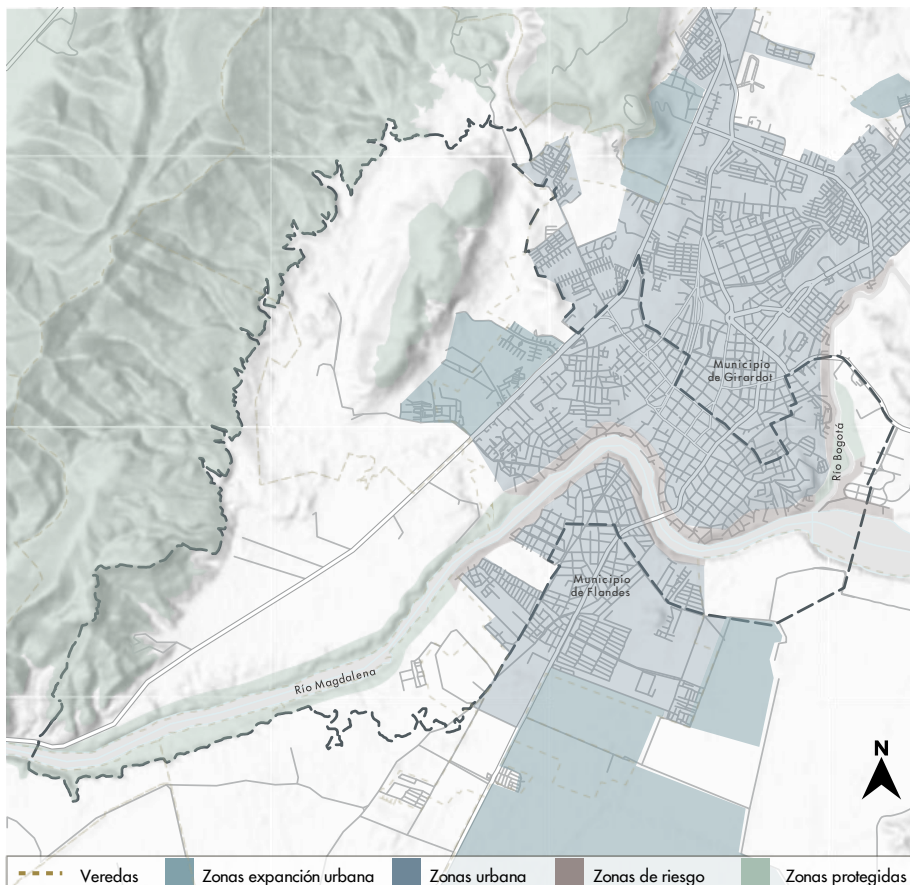 Municipio
de Girardot
Río Bogotá
Municipio
de Flandes
Río Magdalena
N
Veredas
Zonas expanción urbana
Zonas urbana
Zonas de riesgo
Zonas protegidas